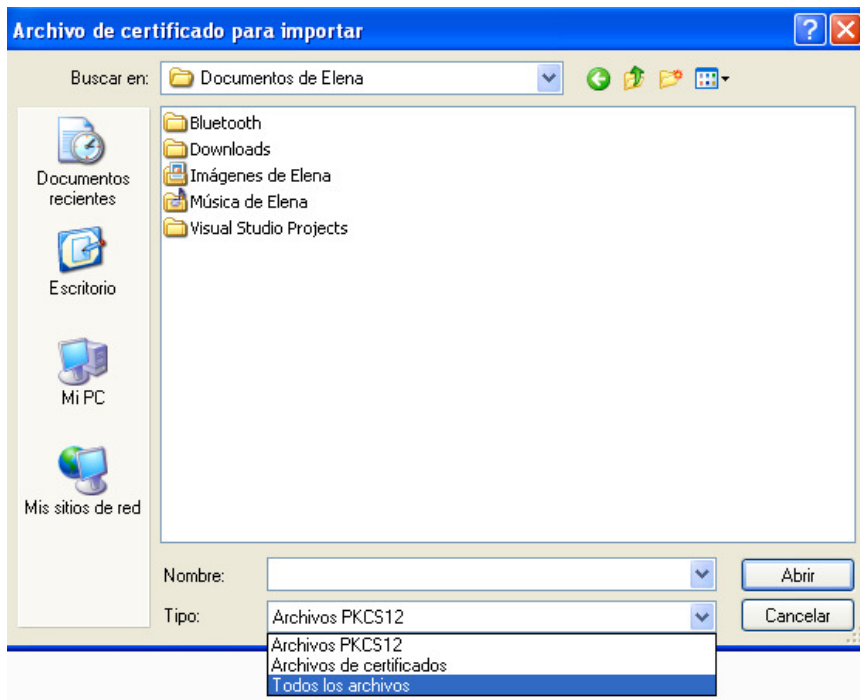 Archivo de certificado para importar
Buscar en: Documentos de Elena
Documentos recientes
Escritorio
Mi PC
Mis sitios de red
Bluetooth
Downloads
Imágenes de Elena
Música de Elena
Visual Studio Projects
Nombre: Abrir
Tipo: Archivos PKCS12 Cancelar
Archivos PKCS12
Archivos de certificados
Todos los archivos